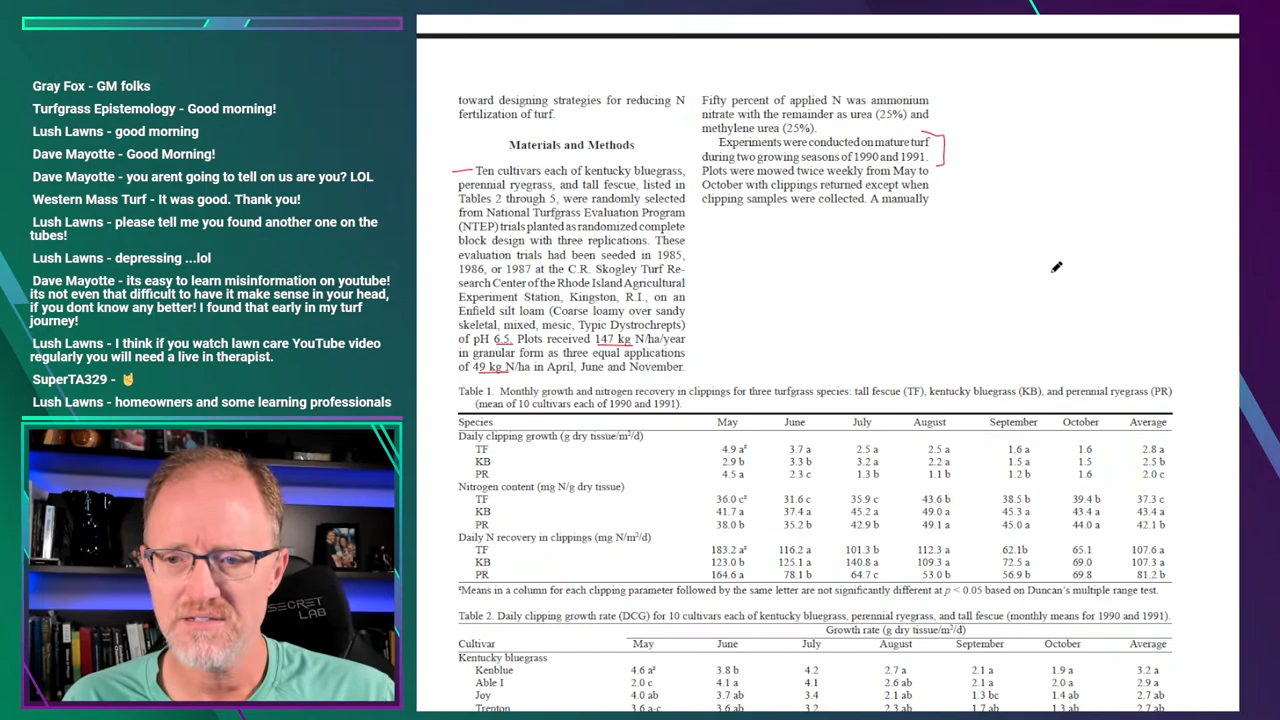 Gray Fox - GM folks
Turfgrass Epistemology - Good morning!
Lush Lawns - good morning
Dave Mayotte - Good Morning!
Dave Mayotte - you arent going to tell on us are you? LOL
Western Mass Turf - It was good. Thank you!
Lush Lawns - please tell me you found another one on the
tubes!
Lush Lawns - depressing ...lol
Dave Mayotte - its easy to learn misinformation on youtube!
its not even that difficult to have it make sense in your head,
if you dont know any better! I found that early in my turf
journey!
Lush Lawns - I think if you watch lawn care YouTube video
regularly you will need a live in therapist.
SuperTA329 - 🤘
Lush Lawns - homeowners and some learning professionals
SECRET
LAB
toward designing strategies for reducing N
fertilization of turf.
Materials and Methods
Ten cultivars each of kentucky bluegrass,
perennial ryegrass, and tall fescue, listed in
Tables 2 through 5, were randomly selected
from National Turfgrass Evaluation Program
(NTEP) trials planted as randomized complete
block design with three replications. These
evaluation trials had been seeded in 1985,
1986, or 1987 at the C.R. Skogley Turf Re-
search Center of the Rhode Island Agricultural
Experiment Station, Kingston, R.I., on an
Enfield silt loam (Coarse loamy over sandy
skeletal, mixed, mesic, Typic Dystrochrepts)
of pH 6.5. Plots received 147 kg N/ha/year
in granular form as three equal applications
of 49 kg N/ha in April, June and November.
Fifty percent of applied N was ammonium
nitrate with the remainder as urea (25%) and
methylene urea (25%).
Experiments were conducted on mature turf
during two growing seasons of 1990 and 1991.
Plots were mowed twice weekly from May to
October with clippings returned except when
clipping samples were collected. A manually
Table 1. Monthly growth and nitrogen recovery in clippings for three turfgrass species: tall fescue (TF), kentucky bluegrass (KB), and perennial ryegrass (PR)
(mean of 10 cultivars each of 1990 and 1991).
Species May June July August September October Average
Daily clipping growth (g dry tissue/m²/d)
TF 4.9 aᶻ 3.7 a 2.5 a 2.5 a 1.6 a 1.6 2.8 a
KB 2.9 b 3.3 b 3.2 a 2.2 a 1.5 a 1.5 2.5 b
PR 4.5 a 2.3 c 1.3 b 1.1 b 1.2 b 1.6 2.0 c
Nitrogen content (mg N/g dry tissue)
TF 36.0 cᶻ 31.6 c 35.9 c 43.6 b 38.5 b 39.4 b 37.3 c
KB 41.7 a 37.4 a 45.2 a 49.0 a 45.3 a 43.4 a 43.4 a
PR 38.0 b 35.2 b 42.9 b 49.1 a 45.0 a 44.0 a 42.1 b
Daily N recovery in clippings (mg N/m²/d)
TF 183.2 aᶻ 116.2 a 101.3 b 112.3 a 62.1b 65.1 107.6 a
KB 123.0 b 125.1 a 140.8 a 109.3 a 72.5 a 69.0 107.3 a
PR 164.6 a 78.1 b 64.7 c 53.0 b 56.9 b 69.8 81.2 b
ᶻMeans in a column for each clipping parameter followed by the same letter are not significantly different at p < 0.05 based on Duncan's multiple range test.
Table 2. Daily clipping growth rate (DCG) for 10 cultivars each of kentucky bluegrass, perennial ryegrass, and tall fescue (monthly means for 1990 and 1991).
Growth rate (g dry tissue/m²/d)
Cultivar May June July August September October Average
Kentucky bluegrass
Kenblue 4.6 aᶻ 3.8 b 4.2 2.7 a 2.1 a 1.9 a 3.2 a
Able I 2.0 c 4.1 a 4.1 2.6 ab 2.1 a 2.0 a 2.9 a
Joy 4.0 ab 3.7 ab 3.4 2.1 ab 1.3 bc 1.4 ab 2.7 ab
Trenton 3.6 a-c 3.6 ab 3.2 2.3 ab 1.7 ab 1.3 ab 2.7 ab